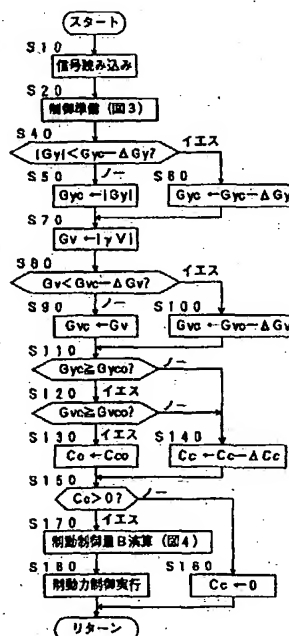 スタート
S10
信号読み込み
S20
制御準備(図3)
S40
|Gy|<Gyc-ΔGy?
イエス
S50
ノー
S60
Gyc←|Gy|
Gyc←Gyc-ΔGy
S70
Gv←|γV|
S80
Gv<Gvc-ΔGv?
イエス
S90
ノー
S100
Gvc←Gv
Gvc←Gvc-ΔGv
S110
Gyc≧Gyco?
ノー
S120
イエス
Gvc≧Gvco?
ノー
S130
イエス
S140
Cc←Cco
Cc←Cc-ΔCc
S150
Cc>0?
ノー
S170
イエス
制動制御量B演算(図4)
S180
S160
制動力制御実行
Cc←0
リターン